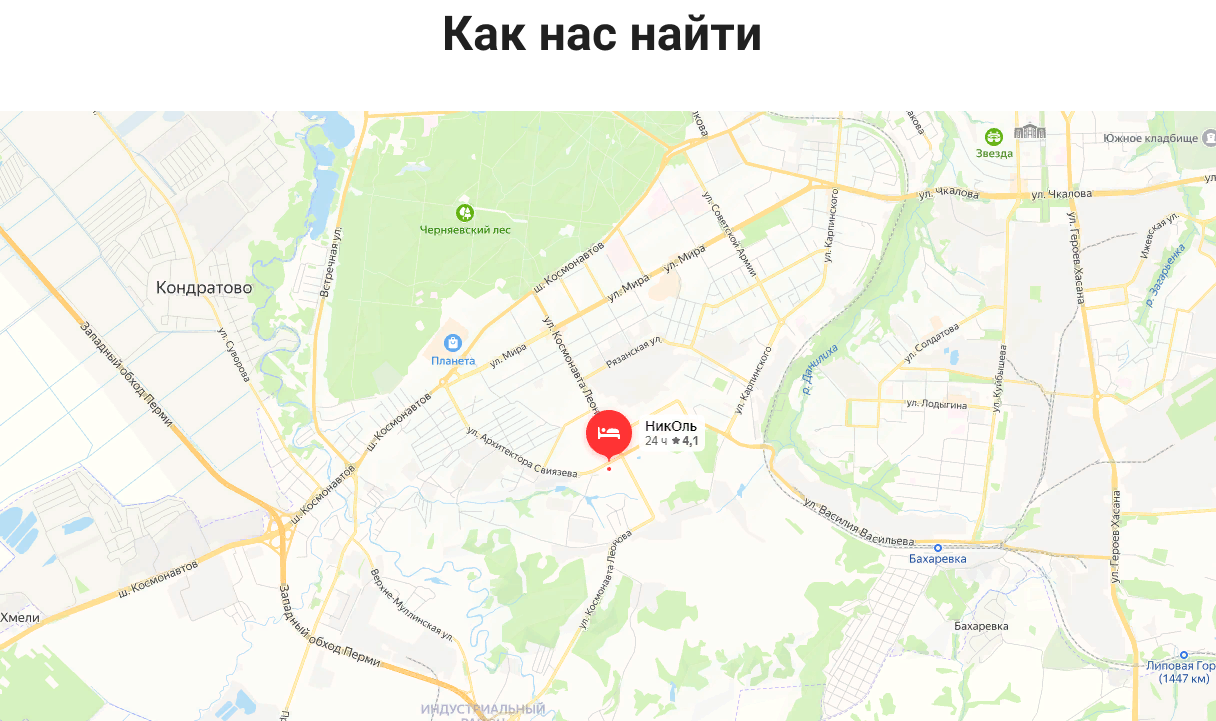 Как нас найти
Южное кладбище
Звезда
ул. Чкалова
ул. Чкалова
ул. Карпинского
ул. Советской Армии
Черняевский лес
Встречная ул.
ш. Космонавтов
ул. Мира
ул. Мира
ул. Героев Хасана
Ижевская ул.
р. Загарьенка
Кондратово
Западный обход Перми
ул. Суворова
Планета
ул. Мира
Рязанская ул.
ул. Космонавта Леон
ул. Карпинского
р. Данилиха
ул. Солдатова
ул. Куйбышева
ул. Лодыгина
ш. Космонавтов
НикОль
24 ч ★ 4,1
ул. Архитектора Свиязева
ш. Космонавтов
ул. Василия Васильева
Бахаревка
ул. Героев Хасана
ул. Космонавта Леонова
ш. Космонавтов
Верхне-Муллинская ул.
Хмели
Западный обход Перми
Бахаревка
Липовая Гор
(1447 км)
ИНДУСТРИАЛЬНЫЙ
РАЙОН